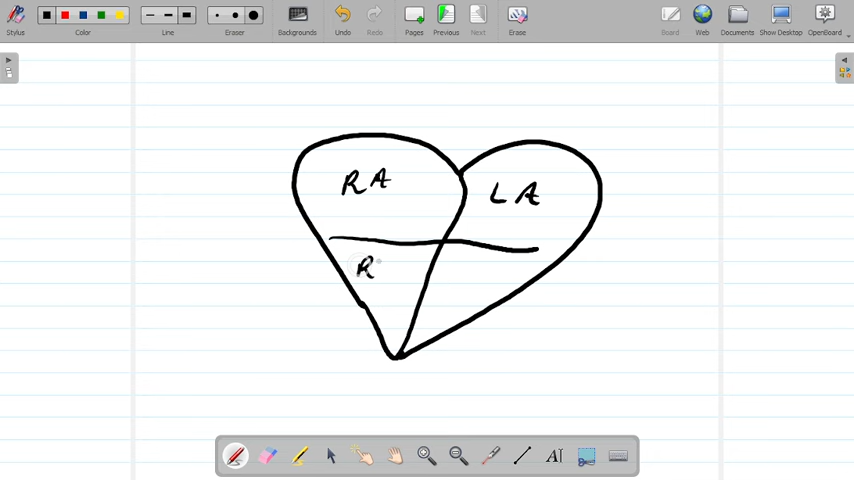 Stylus Color Line Eraser Backgrounds Undo Redo Pages Previous Next Erase Board Web Documents Show Desktop OpenBoard
RA LA
R